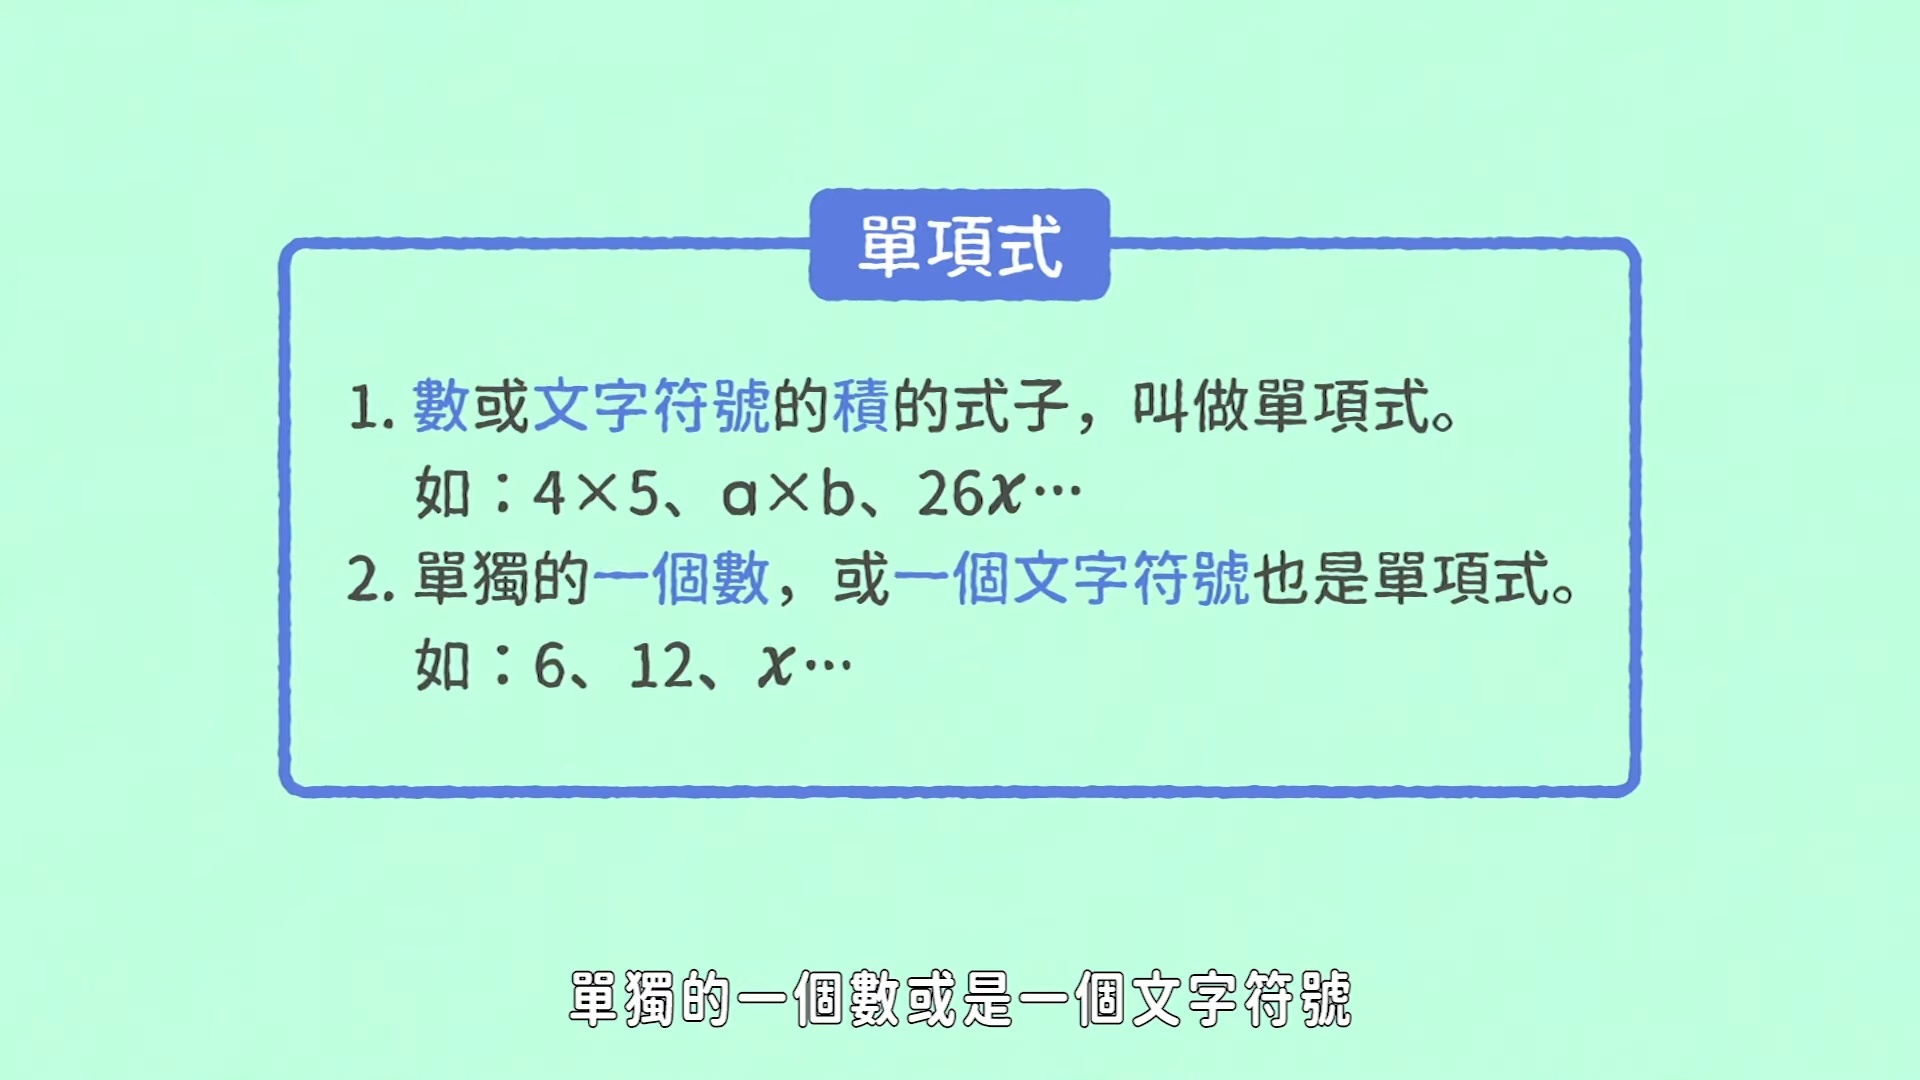 單項式
1. 數或文字符號的積的式子，叫做單項式。
如：4×5、a×b、26x…
2. 單獨的一個數，或一個文字符號也是單項式。
如：6、12、x…
單獨的一個數或是一個文字符號